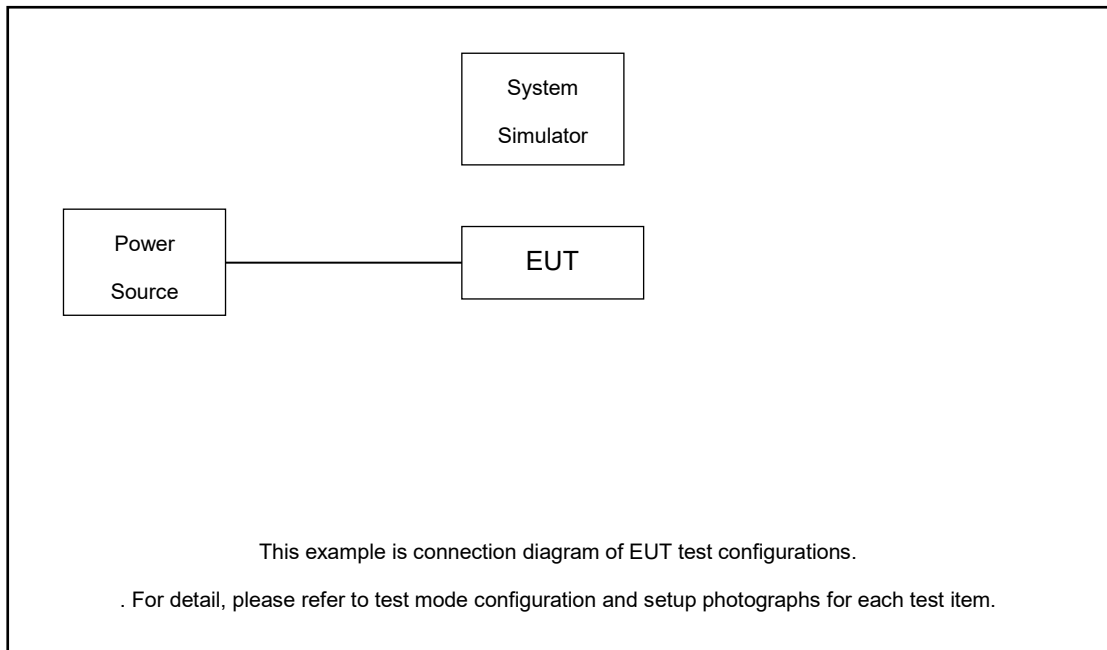 System
Simulator
Power
Source
EUT
This example is connection diagram of EUT test configurations.
. For detail, please refer to test mode configuration and setup photographs for each test item.